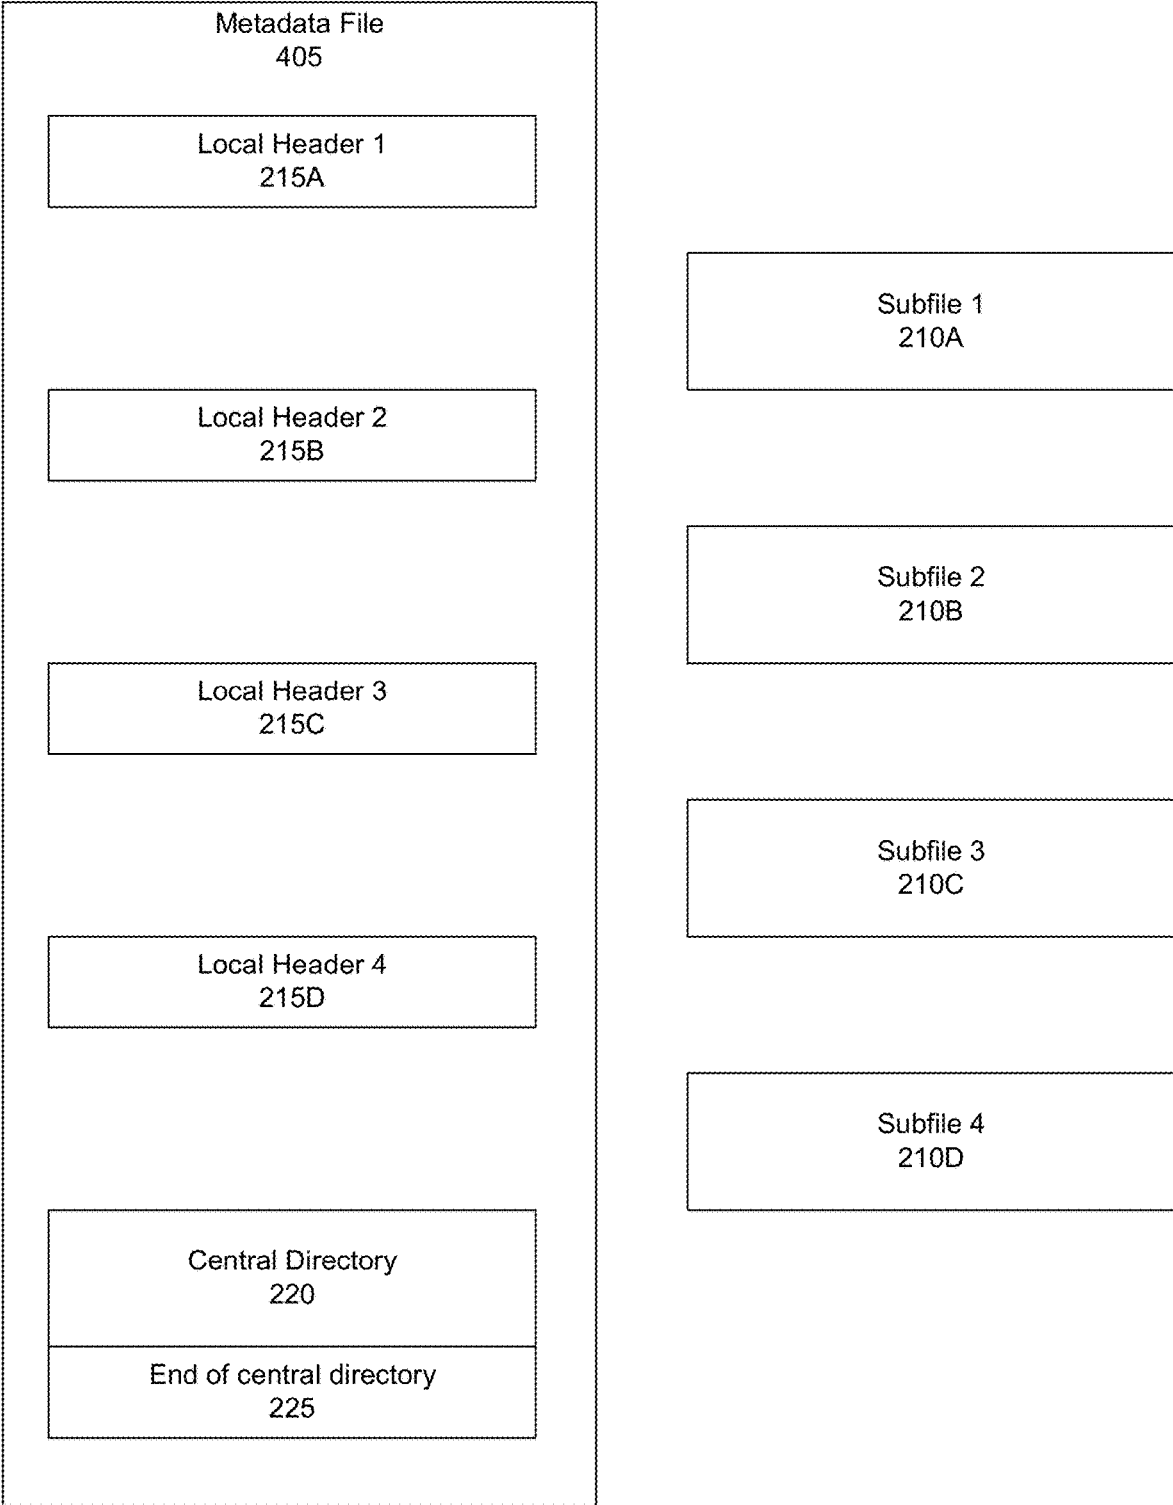 Metadada File
405
Local Header 1
215A
Subfile 1
210A
Local Header 2
215B
Subfile 2
210B
Local Header 3
215C
Subfile 3
210C
Local Header 4
215D
Subfile 4
210D
Central Directory
220
End of central directory
225